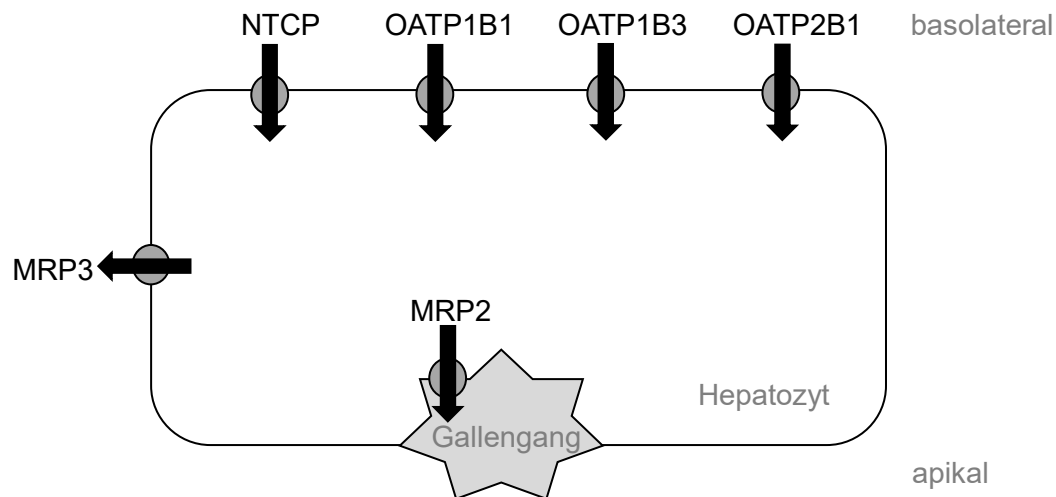 NTCP OATP1B1 OATP1B3 OATP2B1 basolateral
MRP3
MRP2
Hepatozyt
Gallengang
apikal